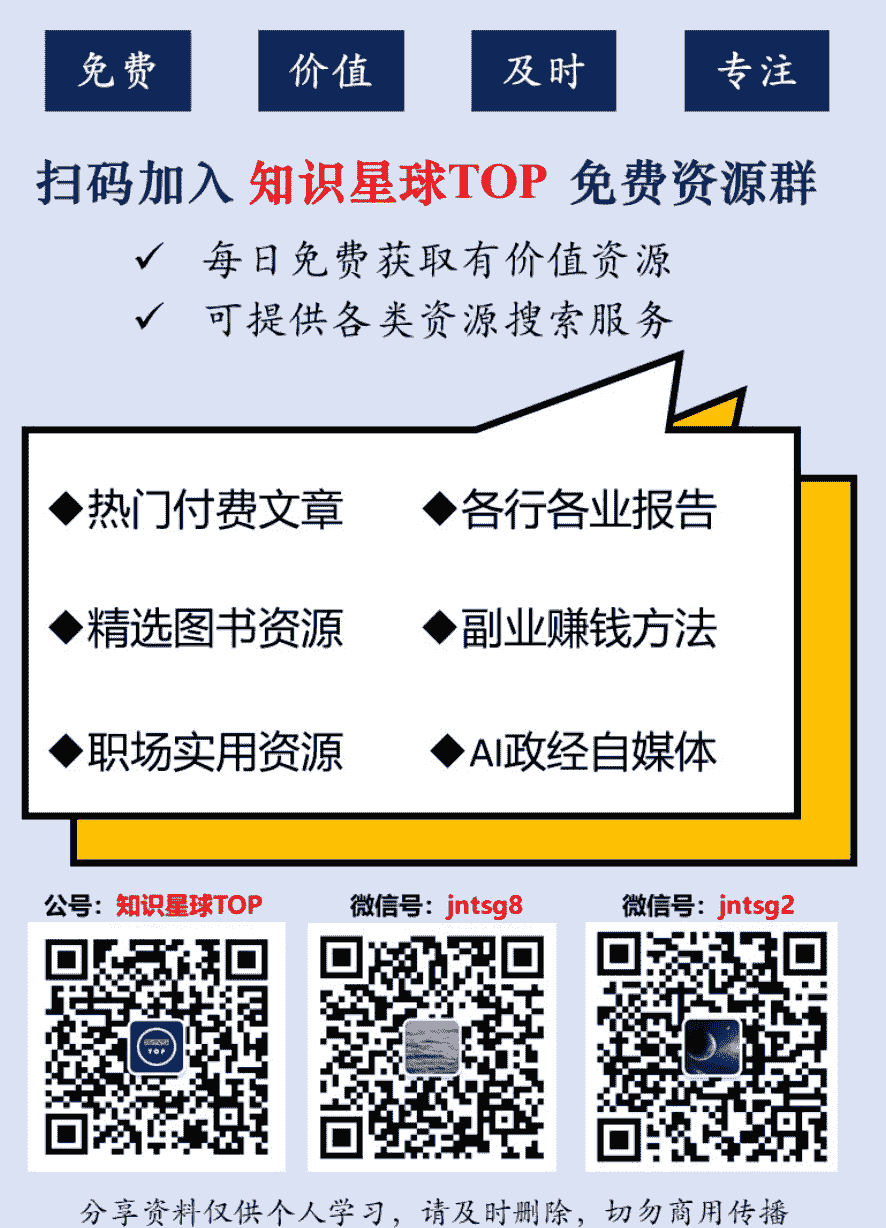 免费 价值 及时 专注
扫码加入 知识星球TOP 免费资源群
✓ 每日免费获取有价值资源
✓ 可提供各类资源搜索服务
◆热门付费文章 ◆各行各业报告
◆精选图书资源 ◆副业赚钱方法
◆职场实用资源 ◆AI政经自媒体
公号：知识星球TOP 微信号：jntsg8 微信号：jntsg2
TOP
分享资料仅供个人学习，请及时删除，切勿商用传播